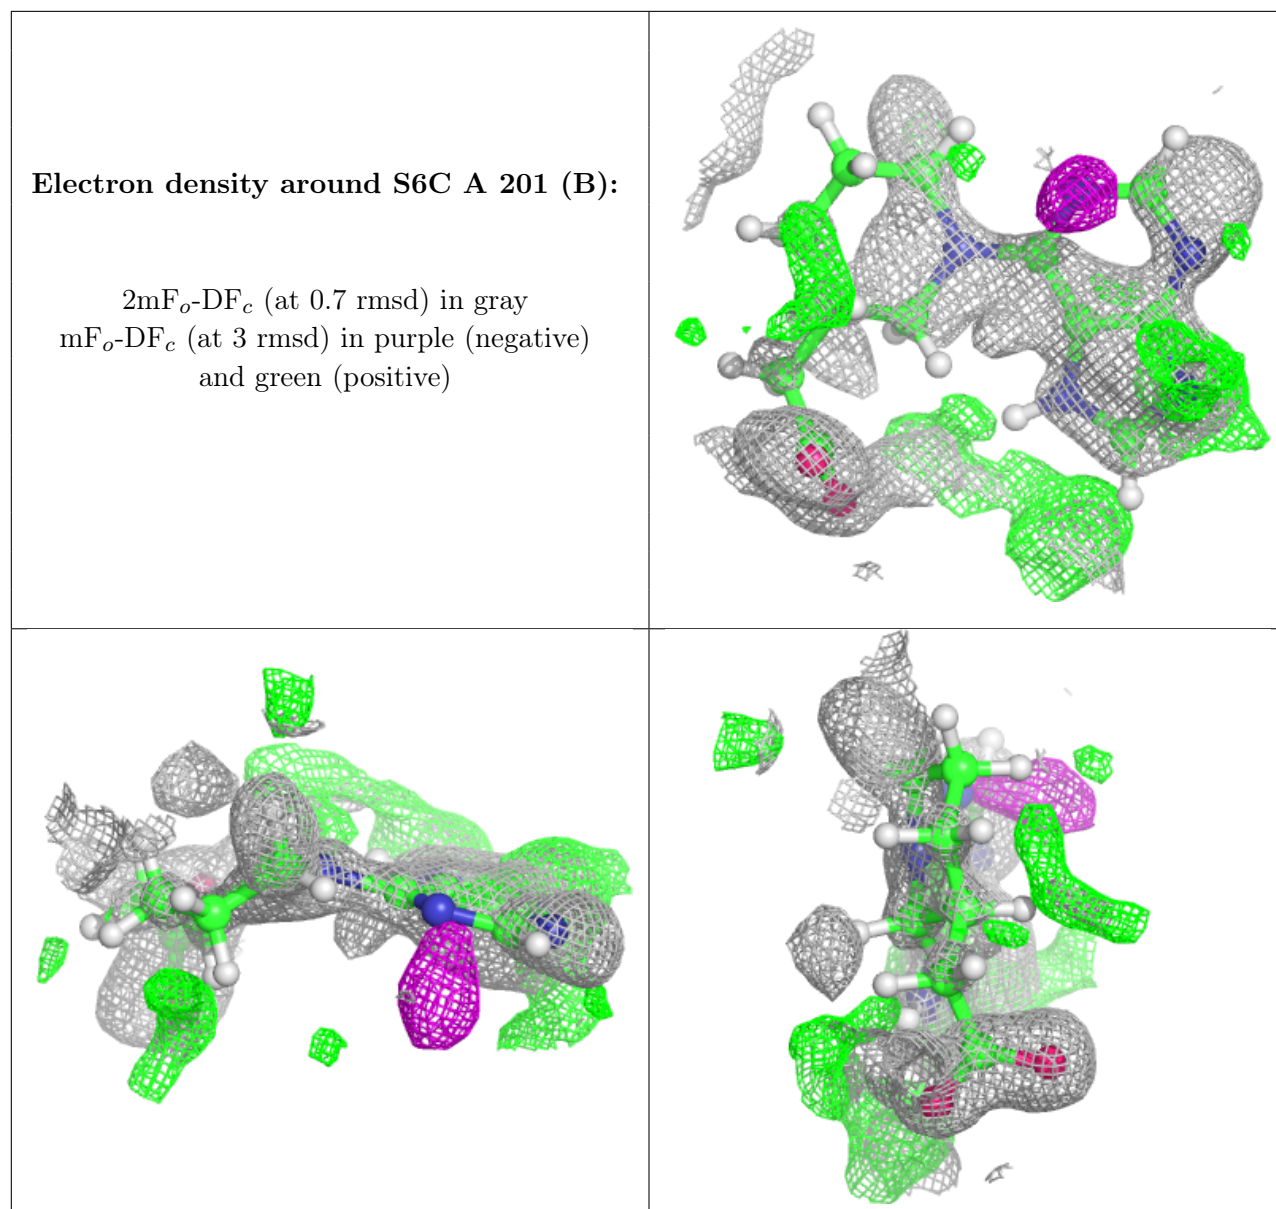 Electron density around S6C A 201 (B):
2mFo-DFc (at 0.7 rmsd) in gray
mFo-DFc (at 3 rmsd) in purple (negative)
and green (positive)